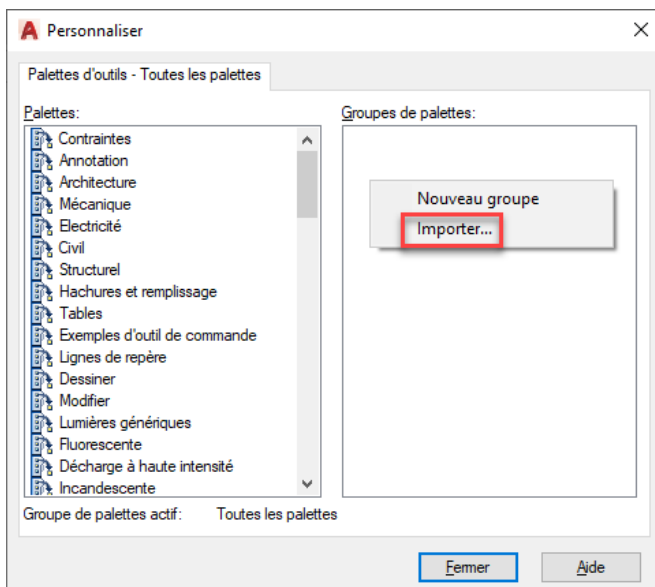 Personnaliser
Palettes d'outils - Toutes les palettes
Palettes:
Contraintes
Annotation
Architecture
Mécanique
Electricité
Civil
Structurel
Hachures et remplissage
Tables
Exemples d'outil de commande
Lignes de repère
Dessiner
Modifier
Lumières génériques
Fluorescente
Décharge à haute intensité
Incandescente
Groupes de palettes:
Nouveau groupe
Importer...
Groupe de palettes actif: Toutes les palettes
Fermer Aide